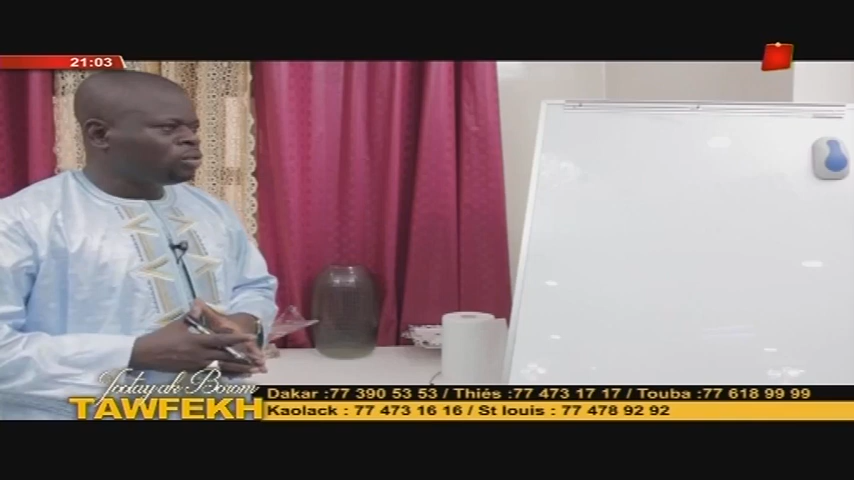 21:03
Jootay ak Borom
TAWFEKH
Dakar :77 390 53 53 / Thiés :77 473 17 17 / Touba :77 618 99 99
Kaolack : 77 473 16 16 / St louis : 77 478 92 92